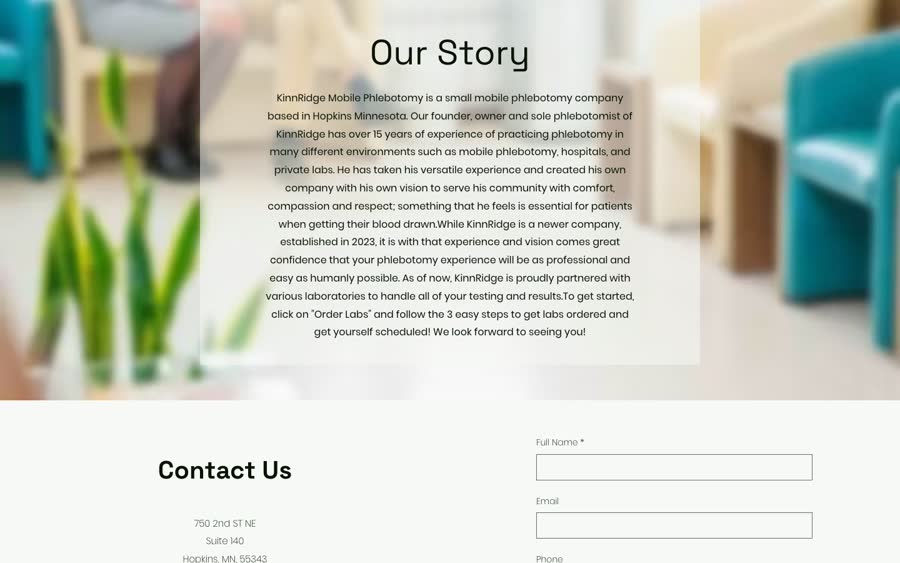 Our Story
KinnRidge Mobile Phlebotomy is a small mobile phlebotomy company
based in Hopkins Minnesota. Our founder, owner and sole phlebotomist of
KinnRidge has over 15 years of experience of practicing phlebotomy in
many different environments such as mobile phlebotomy, hospitals, and
private labs. He has taken his versatile experience and created his own
company with his own vision to serve his community with comfort,
compassion and respect; something that he feels is essential for patients
when getting their blood drawn.While KinnRidge is a newer company,
established in 2023, it is with that experience and vision comes great
confidence that your phlebotomy experience will be as professional and
easy as humanly possible. As of now, KinnRidge is proudly partnered with
various laboratories to handle all of your testing and results.To get started,
click on "Order Labs" and follow the 3 easy steps to get labs ordered and
get yourself scheduled! We look forward to seeing you!
Contact Us
750 2nd ST NE
Suite 140
Hopkins, MN, 55343
Full Name *
Email
Phone